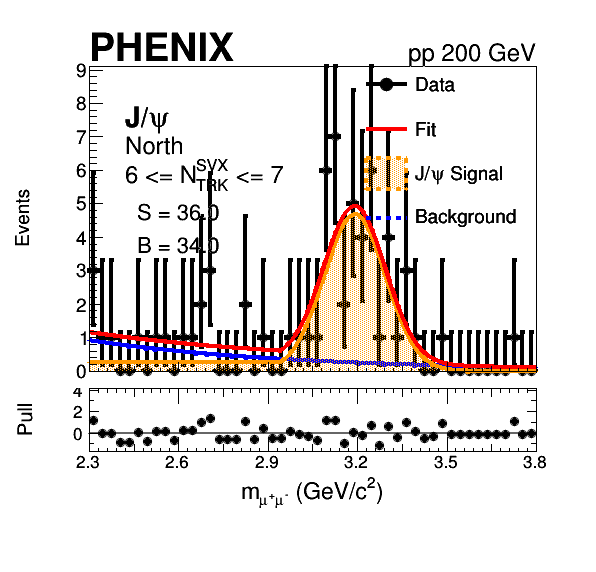 PHENIX pp 200 GeV
9
8
7
6
5
4
3
2
1
0
Events
J/ψ
North
6 <= N^SVX_TRK <= 7
S = 36.0
B = 34.0
Data
Fit
J/ψ Signal
Background
4
2
0
Pull
2.3 2.6 2.9 3.2 3.5 3.8
m_μ⁺μ⁻ (GeV/c²)